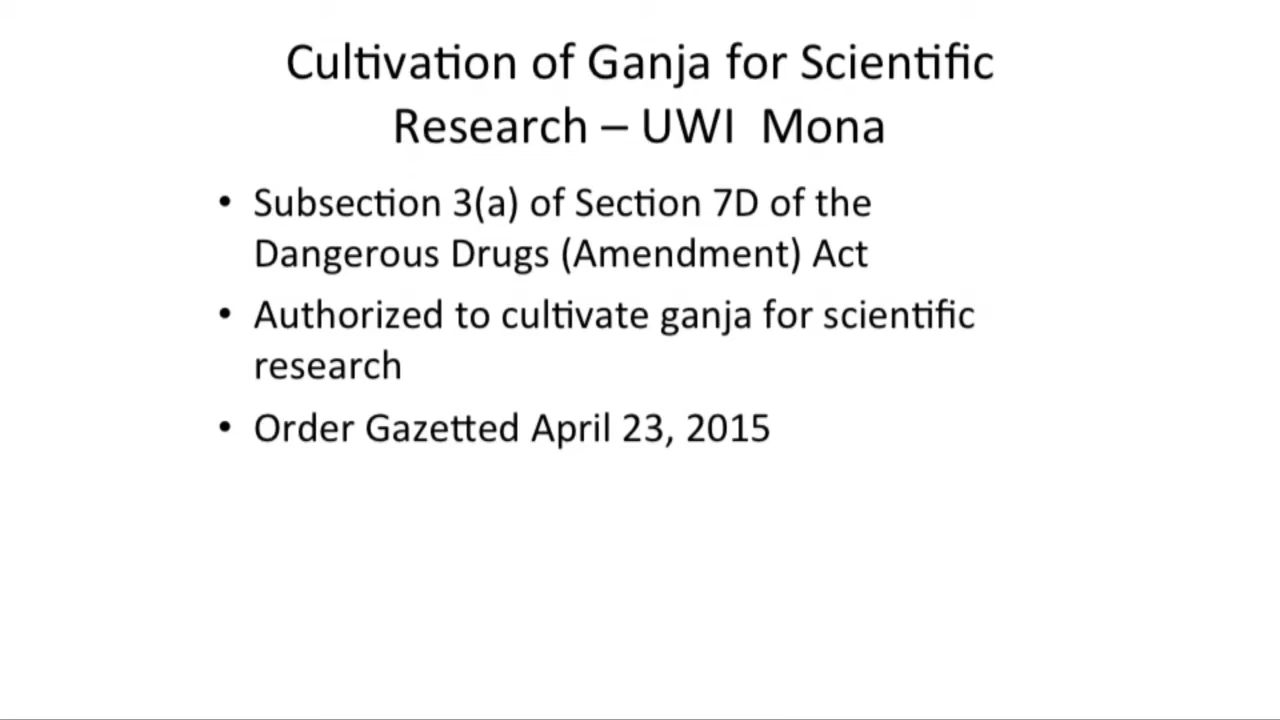 Cultivation of Ganja for Scientific
Research – UWI Mona
• Subsection 3(a) of Section 7D of the
Dangerous Drugs (Amendment) Act
• Authorized to cultivate ganja for scientific
research
• Order Gazetted April 23, 2015